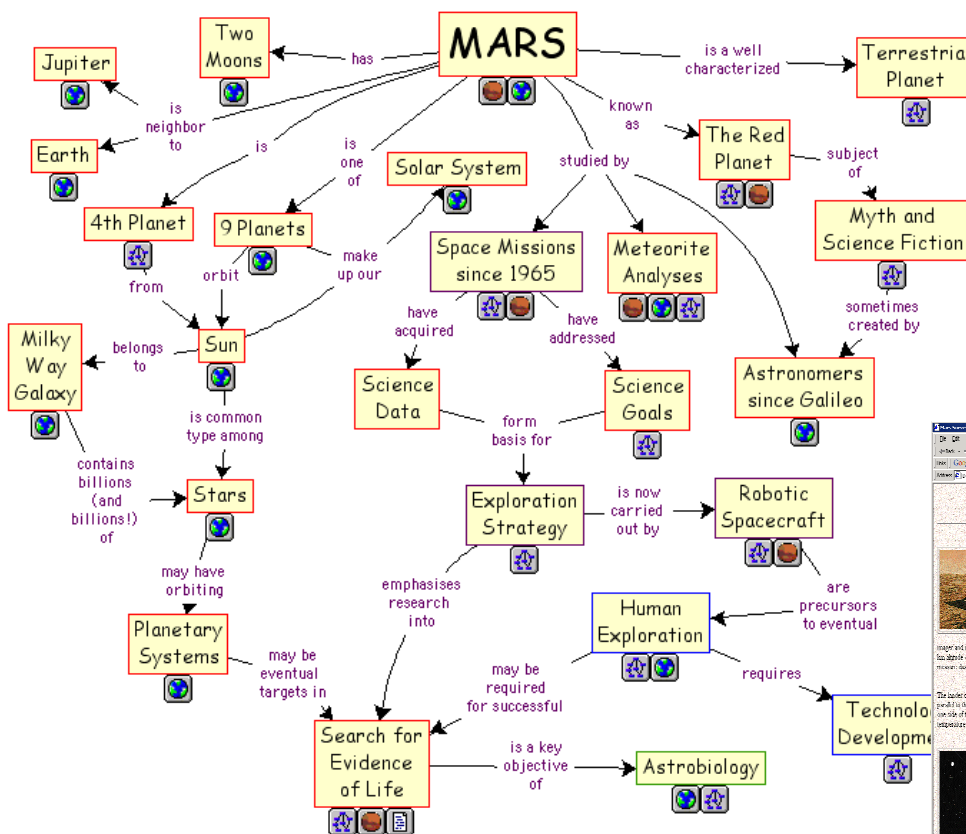 MARS
Two
Moons
has
Jupiter
is
neighbor
to
Earth
is a well
characterized
Terrestrial
Planet
known
as
The Red
Planet
subject
of
Myth and
Science Fiction
sometimes
created by
studied by
is
is
one
of
4th Planet
9 Planets
Solar System
from
orbit
make
up our
Space Missions
since 1965
Meteorite
Analyses
have
acquired
have
addressed
Milky
Way
Galaxy
belongs
to
Sun
is common
type among
Science
Data
Science
Goals
Astronomers
since Galileo
form
basis for
contains
billions
(and
billions!)
of
Stars
Exploration
Strategy
is now
carried
out by
Robotic
Spacecraft
may have
orbiting
emphasises
research
into
are
precursors
to eventual
Human
Exploration
Planetary
Systems
may be
eventual
targets in
may be
required
for successful
requires
Search for
Evidence
of Life
is a key
objective
of
Astrobiology